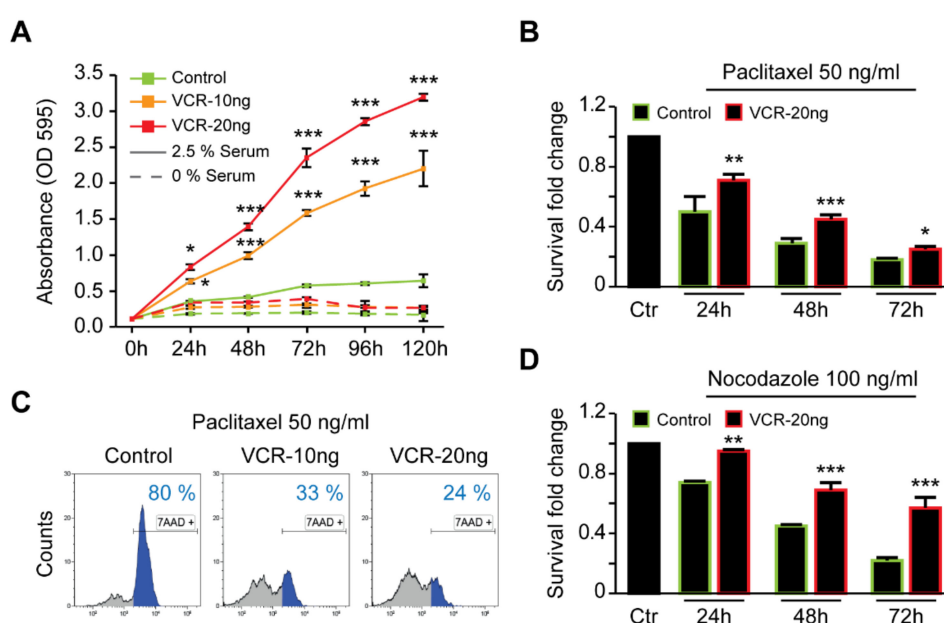 A
Absorbance (OD 595)
3.5
3.0
2.5
2.0
1.5
1.0
0.5
0.0
Control
VCR-10ng
VCR-20ng
2.5 % Serum
0 % Serum
*
*
***
***
***
***
***
***
***
***
0h 24h 48h 72h 96h 120h
B
Paclitaxel 50 ng/ml
Survival fold change
1.2
0.8
0.4
0
Control VCR-20ng
**
***
*
Ctr 24h 48h 72h
C
Paclitaxel 50 ng/ml
Control VCR-10ng VCR-20ng
Counts
80 % 33 % 24 %
7AAD + 7AAD + 7AAD +
D
Nocodazole 100 ng/ml
Survival fold change
1.2
0.8
0.4
0
Control VCR-20ng
**
***
***
Ctr 24h 48h 72h